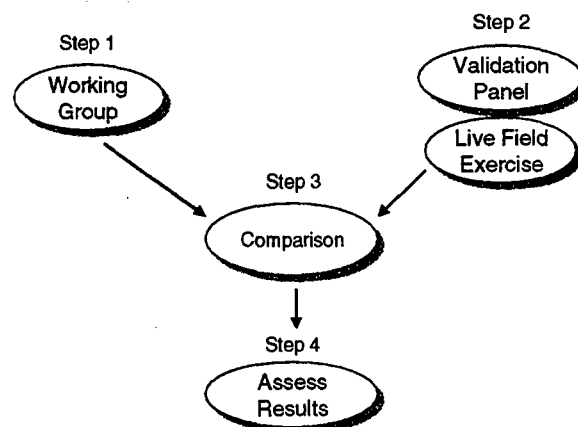 Step 1
Working
Group
Step 2
Validation
Panel
Live Field
Exercise
Step 3
Comparison
Step 4
Assess
Results